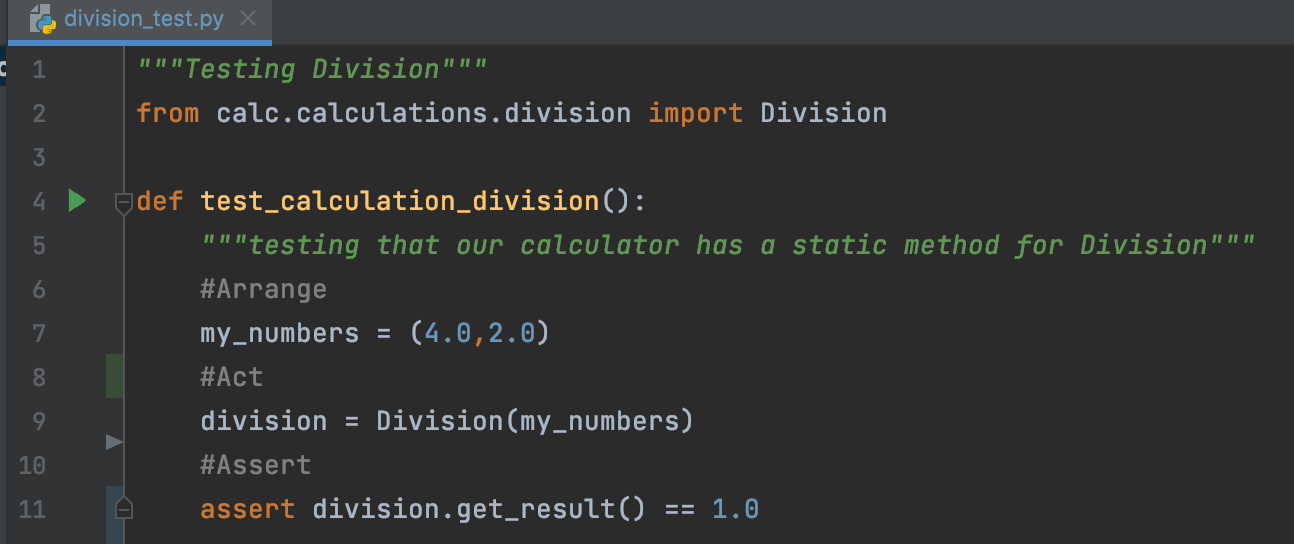 division_test.py
1 """Testing Division"""
2 from calc.calculations.division import Division
3
4 def test_calculation_division():
5 """testing that our calculator has a static method for Division"""
6 #Arrange
7 my_numbers = (4.0,2.0)
8 #Act
9 division = Division(my_numbers)
10 #Assert
11 assert division.get_result() == 1.0